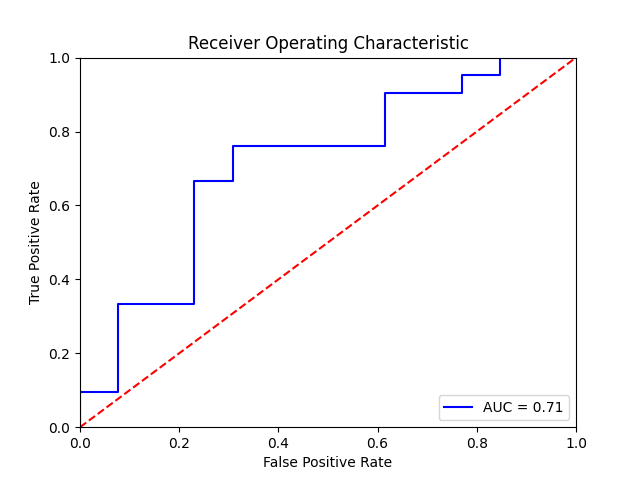 Receiver Operating Characteristic
1.0
0.8
0.6
0.4
0.2
0.0
True Positive Rate
AUC = 0.71
0.0 0.2 0.4 0.6 0.8 1.0
False Positive Rate